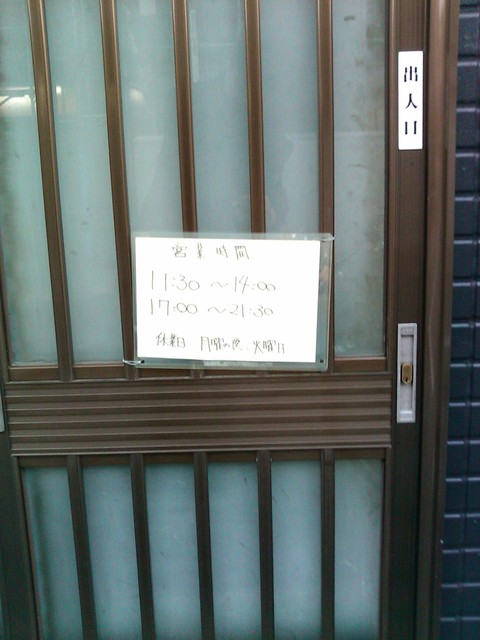 出入口
営業時間
11:30 ~ 14:00
17:00 ~ 21:30
休業日 月曜の夜、火曜日